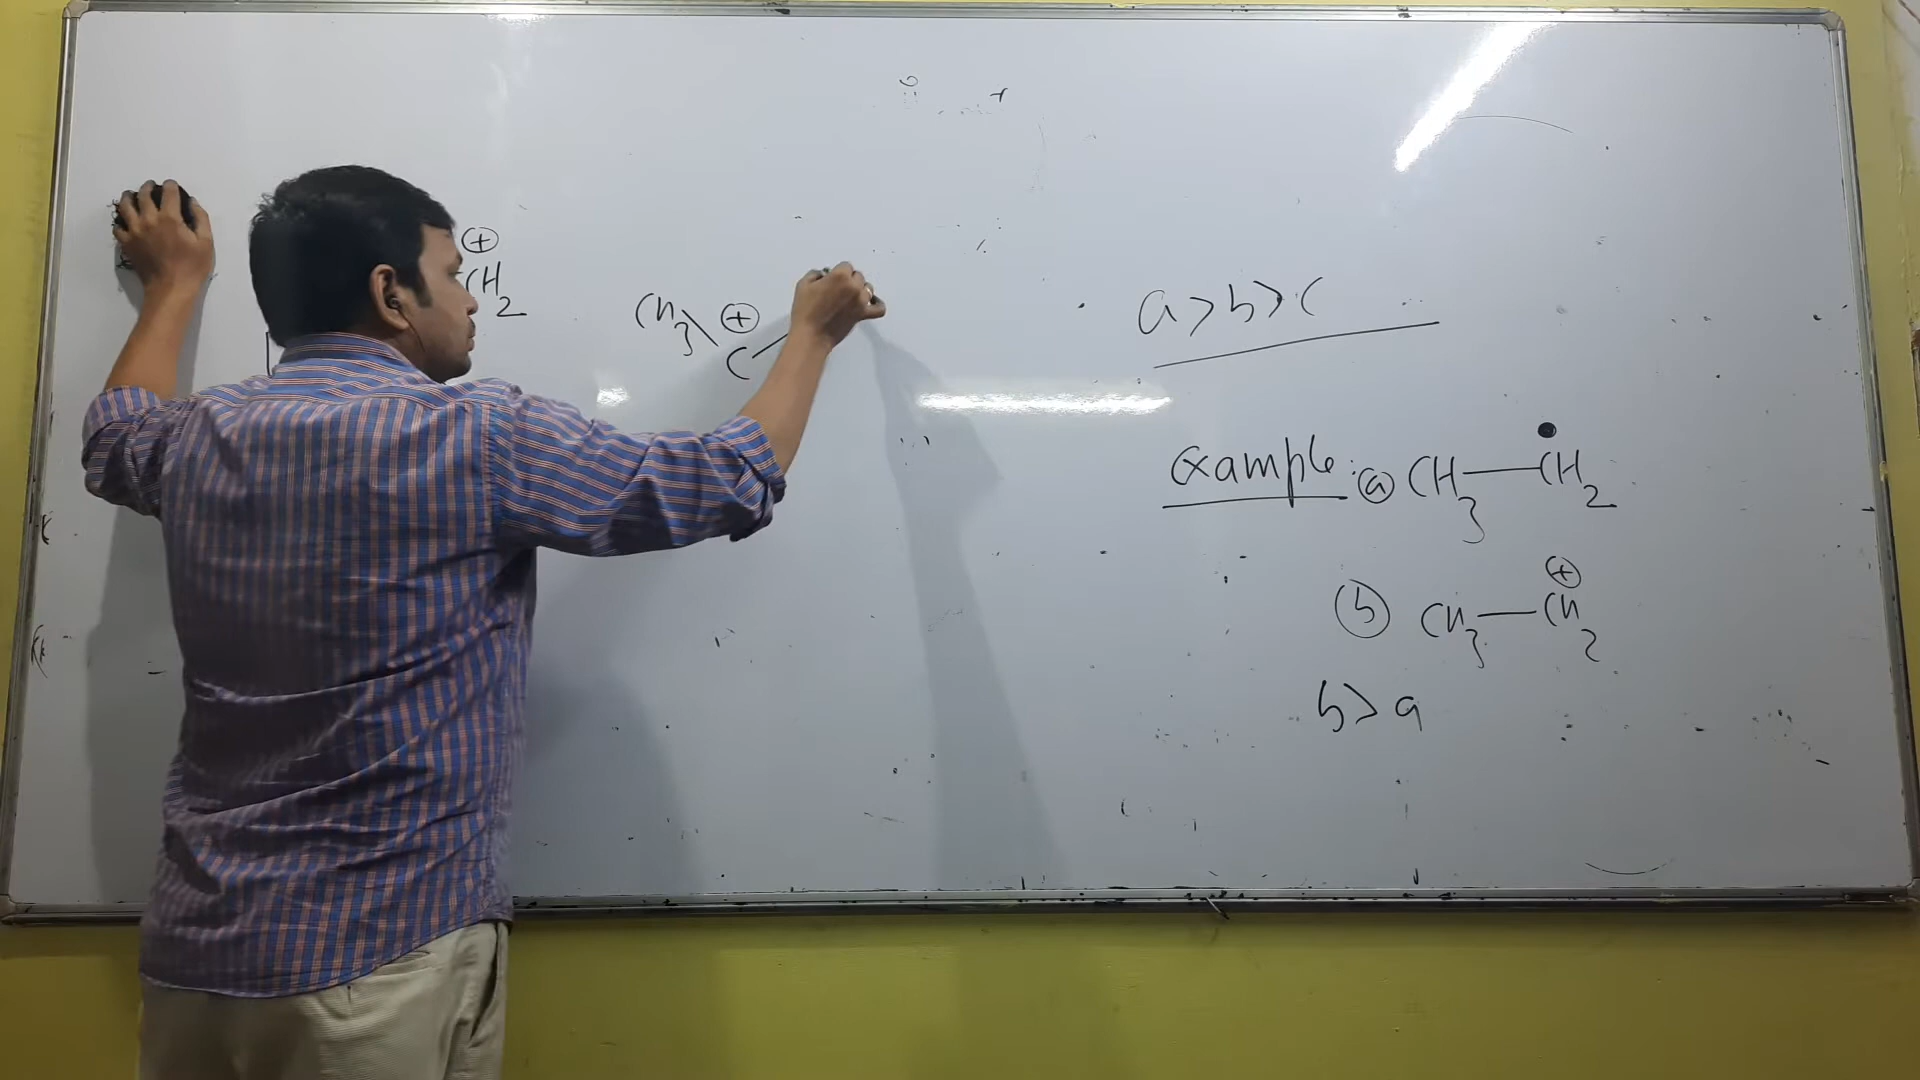 ⊕
CH2
CH3 ⊕
C
a > b > c
Example : ⓐ CH3—ĊH2
⊕
ⓑ CH3—CH2
b > a